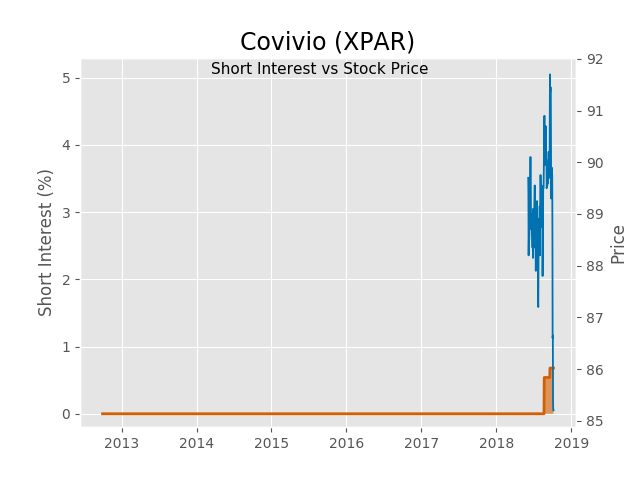 Covivio (XPAR)
Short Interest vs Stock Price
Short Interest (%)
5
4
3
2
1
0
92
91
90
89
88
87
86
85
Price
2013 2014 2015 2016 2017 2018 2019